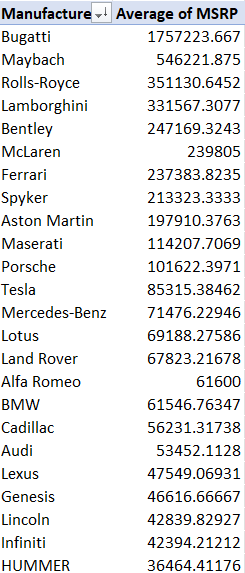 Manufacture Average of MSRP
Bugatti 1757223.667
Maybach 546221.875
Rolls-Royce 351130.6452
Lamborghini 331567.3077
Bentley 247169.3243
McLaren 239805
Ferrari 237383.8235
Spyker 213323.3333
Aston Martin 197910.3763
Maserati 114207.7069
Porsche 101622.3971
Tesla 85315.38462
Mercedes-Benz 71476.22946
Lotus 69188.27586
Land Rover 67823.21678
Alfa Romeo 61600
BMW 61546.76347
Cadillac 56231.31738
Audi 53452.1128
Lexus 47549.06931
Genesis 46616.66667
Lincoln 42839.82927
Infiniti 42394.21212
HUMMER 36464.41176